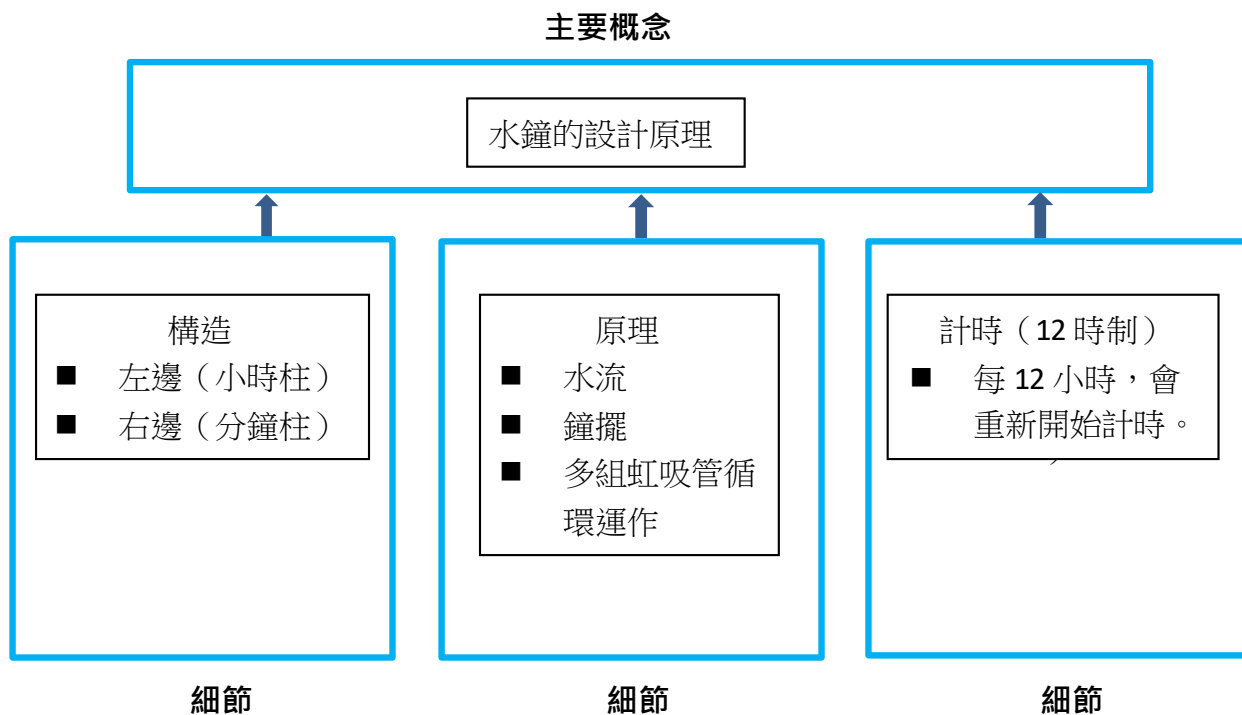 主要概念
水鐘的設計原理
構造
■ 左邊（小時柱）
■ 右邊（分鐘柱）
原理
■ 水流
■ 鐘擺
■ 多組虹吸管循
環運作
計時（12 時制）
■ 每 12 小時，會
重新開始計時。
細節
細節
細節